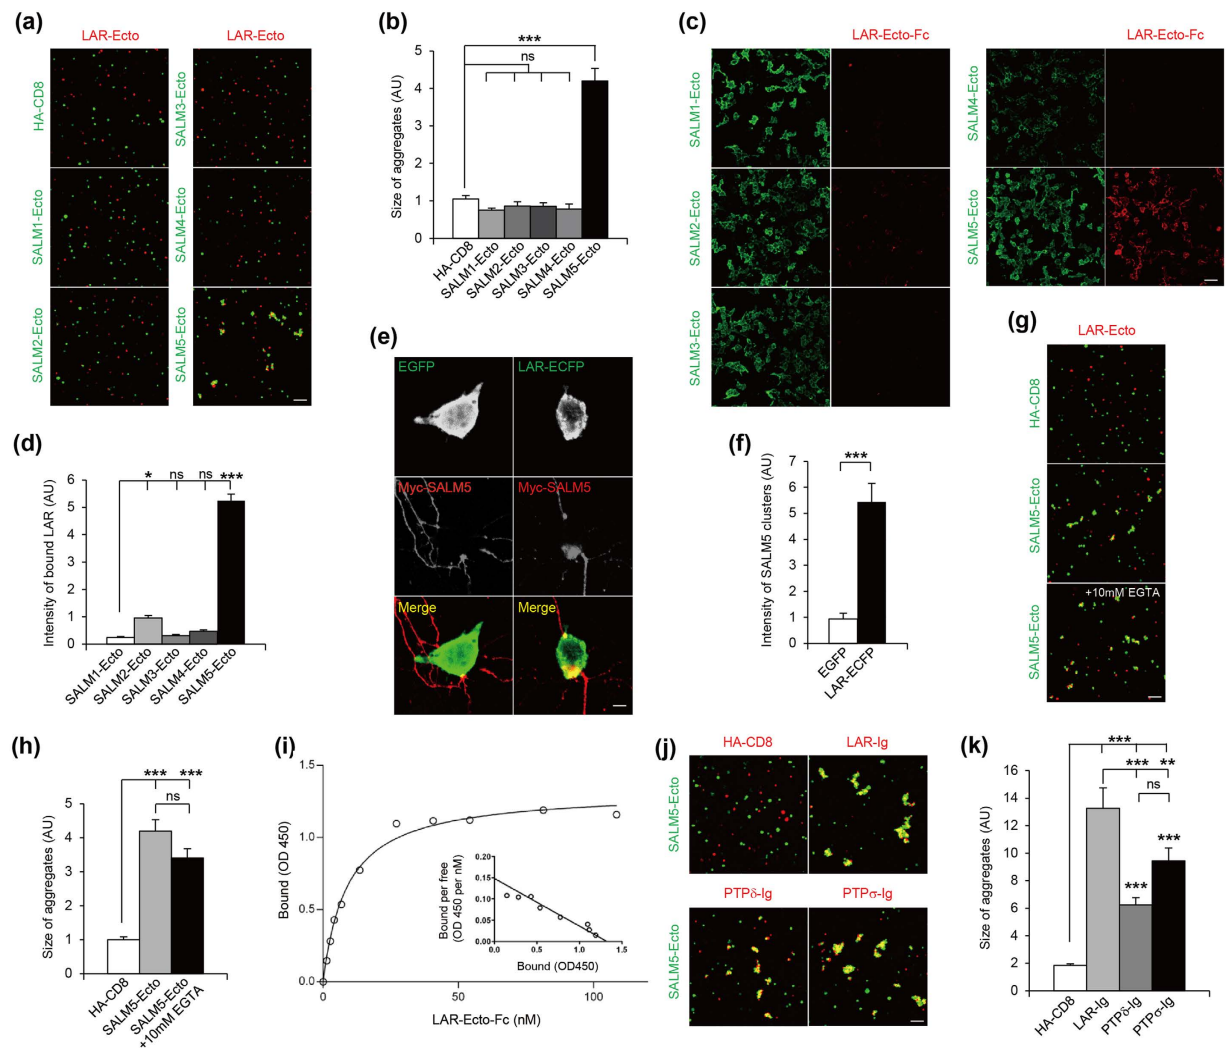 (a)
LAR-Ecto
LAR-Ecto
HA-CD8
SALM3-Ecto
SALM1-Ecto
SALM4-Ecto
SALM2-Ecto
SALM5-Ecto
(b)
***
ns
Size of aggregates (AU)
5
4
3
2
1
0
HA-CD8
SALM1-Ecto
SALM2-Ecto
SALM3-Ecto
SALM4-Ecto
SALM5-Ecto
(c)
LAR-Ecto-Fc
LAR-Ecto-Fc
SALM1-Ecto
SALM4-Ecto
SALM2-Ecto
SALM5-Ecto
SALM3-Ecto
(d)
* ns ns ***
Intensity of bound LAR (AU)
6
5
4
3
2
1
0
SALM1-Ecto
SALM2-Ecto
SALM3-Ecto
SALM4-Ecto
SALM5-Ecto
(e)
EGFP
LAR-ECFP
Myc-SALM5
Myc-SALM5
Merge
Merge
(f)
***
Intensity of SALM5 clusters (AU)
7
6
5
4
3
2
1
0
EGFP
LAR-ECFP
(g)
LAR-Ecto
HA-CD8
SALM5-Ecto
+10mM EGTA
SALM5-Ecto
(h)
*** ***
ns
Size of aggregates (AU)
5
4
3
2
1
0
HA-CD8
SALM5-Ecto
SALM5-Ecto
+10mM EGTA
(i)
Bound (OD 450)
1.5
1.0
0.5
0.0
0 50 100
LAR-Ecto-Fc (nM)
Bound per free
(OD 450 per nM)
0.20
0.15
0.10
0.05
0.00
0.0 0.5 1.0 1.5
Bound (OD450)
(j)
HA-CD8
LAR-Ig
SALM5-Ecto
PTPδ-Ig
PTPσ-Ig
SALM5-Ecto
(k)
***
*** **
ns
***
***
Size of aggregates (AU)
16
14
12
10
8
6
4
2
0
HA-CD8
LAR-Ig
PTPδ-Ig
PTPσ-Ig